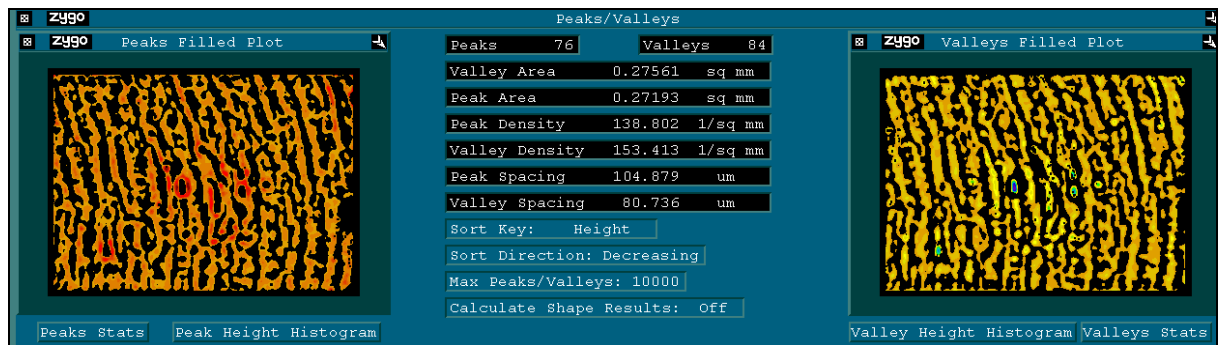 zygo Peaks/Valleys
zygo Peaks Filled Plot
Peaks 76 Valleys 84
Valley Area 0.27561 sq mm
Peak Area 0.27193 sq mm
Peak Density 138.802 1/sq mm
Valley Density 153.413 1/sq mm
Peak Spacing 104.879 um
Valley Spacing 80.736 um
Sort Key: Height
Sort Direction: Decreasing
Max Peaks/Valleys: 10000
Calculate Shape Results: Off
Peaks Stats Peak Height Histogram
zygo Valleys Filled Plot
Valley Height Histogram Valleys Stats